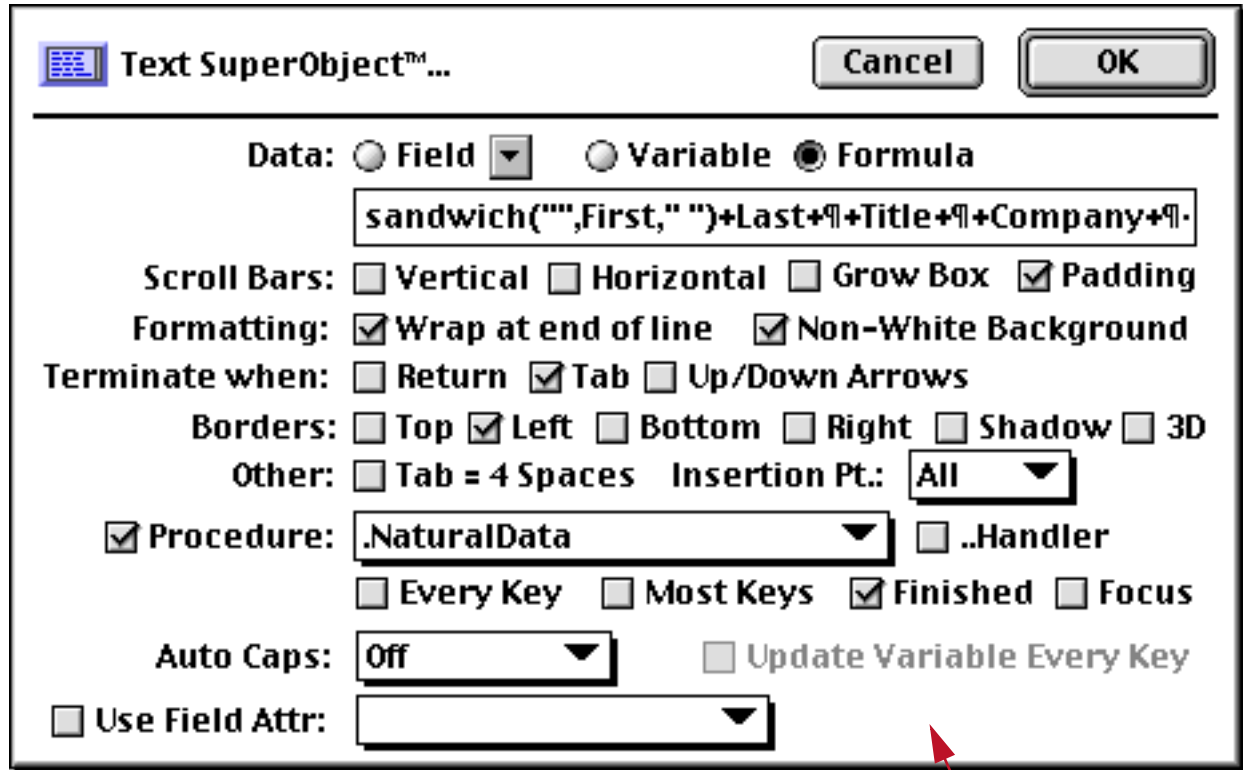 Text SuperObject™... Cancel OK
Data: Field Variable Formula
sandwich("",First," ")+Last+¶+Title+¶+Company+¶·
Scroll Bars: Vertical Horizontal Grow Box Padding
Formatting: Wrap at end of line Non-White Background
Terminate when: Return Tab Up/Down Arrows
Borders: Top Left Bottom Right Shadow 3D
Other: Tab = 4 Spaces Insertion Pt.: All
Procedure: .NaturalData ..Handler
Every Key Most Keys Finished Focus
Auto Caps: Off Update Variable Every Key
Use Field Attr: